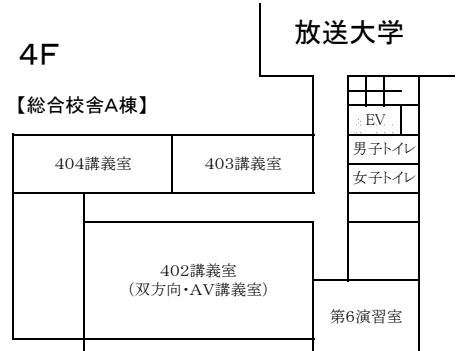 放送大学
4F
【総合校舎A棟】
EV
男子トイレ
404講義室
403講義室
女子トイレ
402講義室
(双方向・AV講義室)
第6演習室